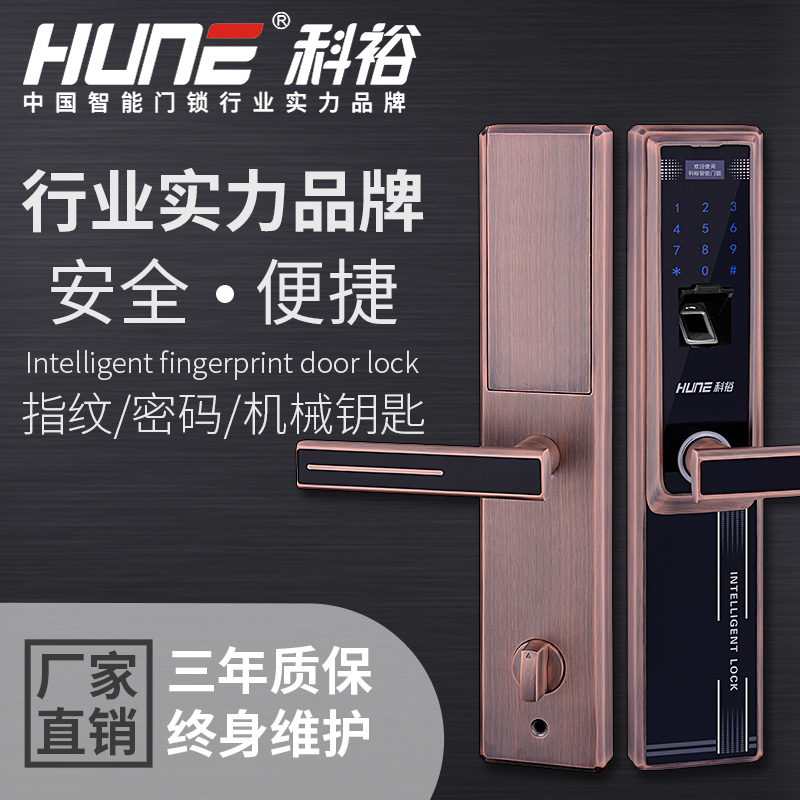 HUNE® 科裕
中国智能门锁行业实力品牌
行业实力品牌
安全·便捷
Intelligent fingerprint door lock
指纹/密码/机械钥匙
欢迎使用
科裕智能门锁
1 2 3
4 5 6
7 8 9
* 0 #
HUNE 科裕
INTELLIGENT LOCK
厂家
直销
三年质保
终身维护